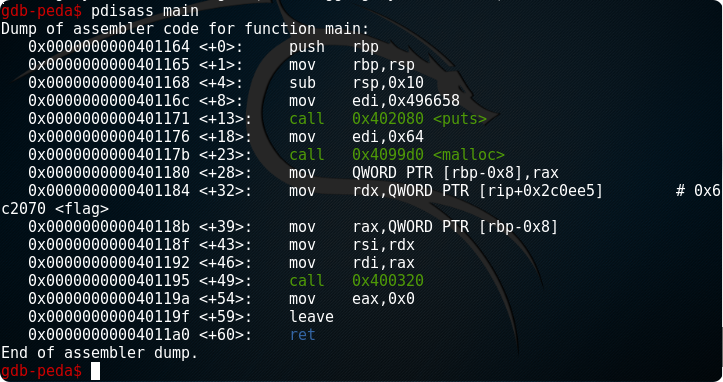 gdb-peda$ pdisass main
Dump of assembler code for function main:
   0x0000000000401164 <+0>:     push   rbp
   0x0000000000401165 <+1>:     mov    rbp,rsp
   0x0000000000401168 <+4>:     sub    rsp,0x10
   0x000000000040116c <+8>:     mov    edi,0x496658
   0x0000000000401171 <+13>:    call   0x402080 <puts>
   0x0000000000401176 <+18>:    mov    edi,0x64
   0x000000000040117b <+23>:    call   0x4099d0 <malloc>
   0x0000000000401180 <+28>:    mov    QWORD PTR [rbp-0x8],rax
   0x0000000000401184 <+32>:    mov    rdx,QWORD PTR [rip+0x2c0ee5]        # 0x6
c2070 <flag>
   0x000000000040118b <+39>:    mov    rax,QWORD PTR [rbp-0x8]
   0x000000000040118f <+43>:    mov    rsi,rdx
   0x0000000000401192 <+46>:    mov    rdi,rax
   0x0000000000401195 <+49>:    call   0x400320
   0x000000000040119a <+54>:    mov    eax,0x0
   0x000000000040119f <+59>:    leave
   0x00000000004011a0 <+60>:    ret
End of assembler dump.
gdb-peda$